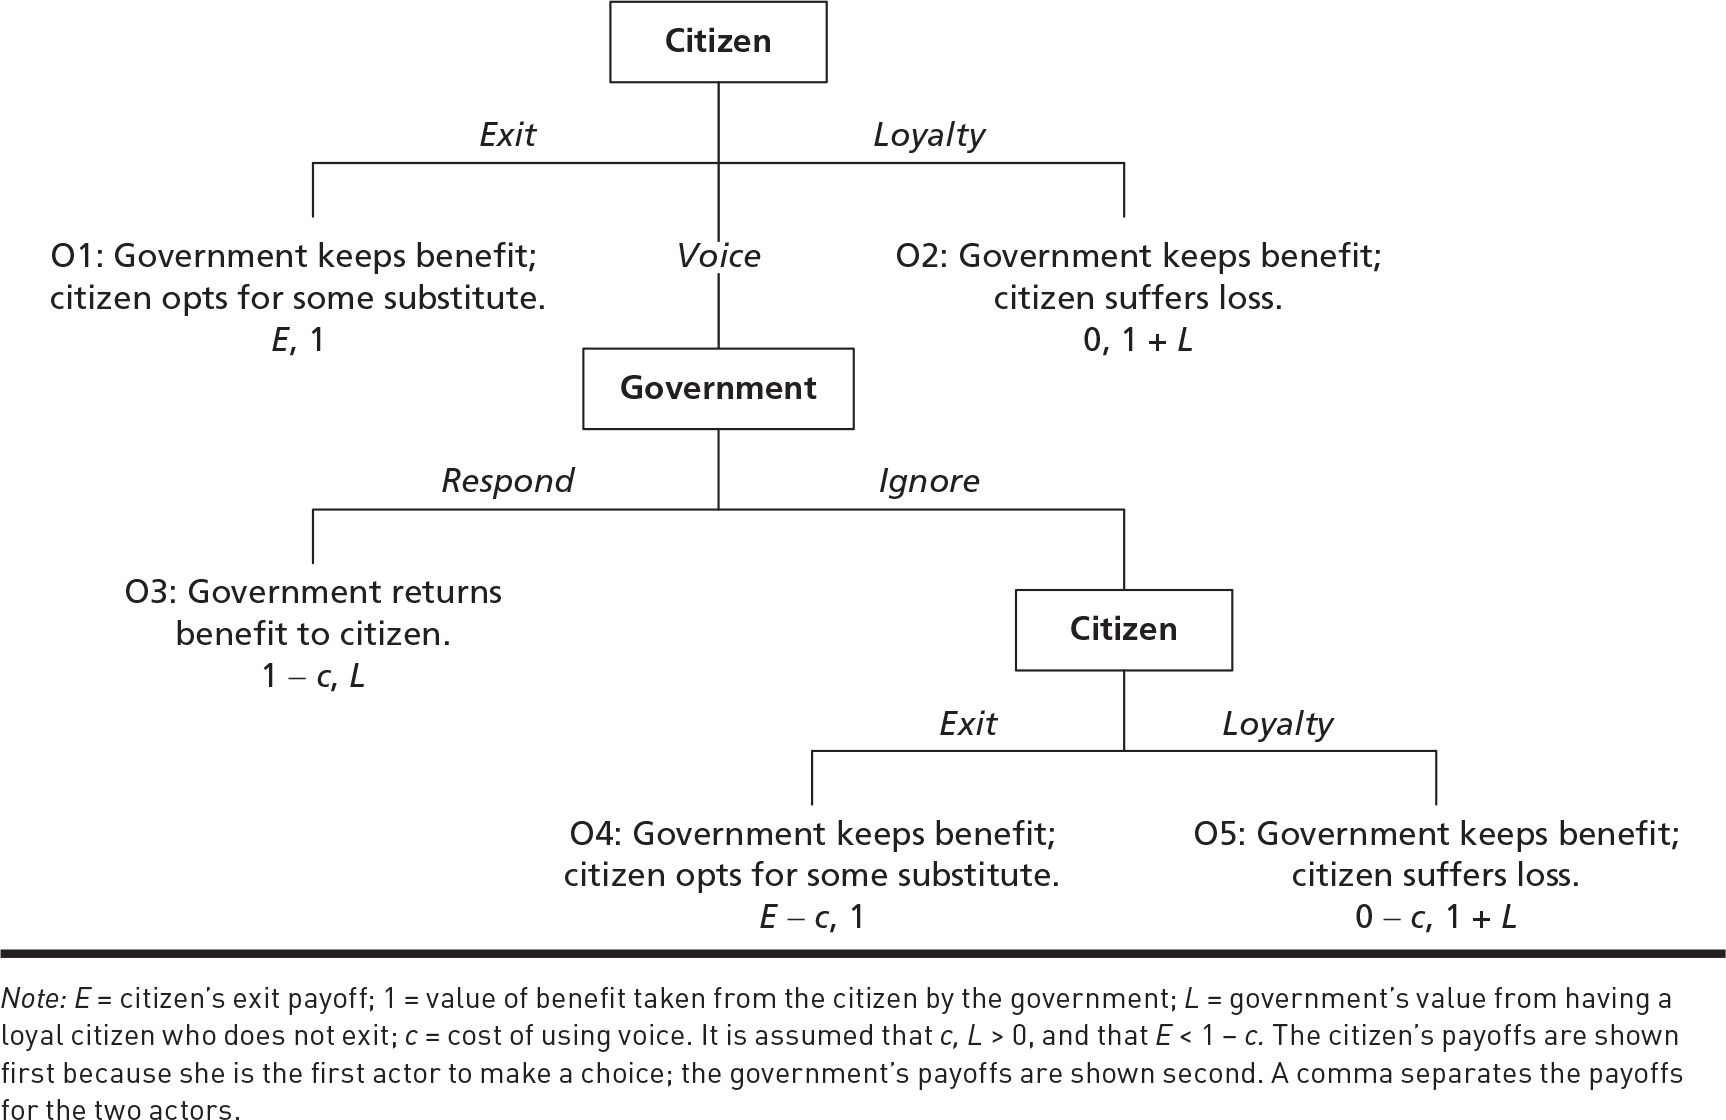 Citizen
Exit
Loyalty
O1: Government keeps benefit;
citizen opts for some substitute.
E, 1
Voice
O2: Government keeps benefit;
citizen suffers loss.
0, 1 + L
Government
Respond
Ignore
O3: Government returns
benefit to citizen.
1 – c, L
Citizen
Exit
Loyalty
O4: Government keeps benefit;
citizen opts for some substitute.
E – c, 1
O5: Government keeps benefit;
citizen suffers loss.
0 – c, 1 + L
Note: E = citizen’s exit payoff; 1 = value of benefit taken from the citizen by the government; L = government’s value from having a
loyal citizen who does not exit; c = cost of using voice. It is assumed that c, L > 0, and that E < 1 – c. The citizen’s payoffs are shown
first because she is the first actor to make a choice; the government’s payoffs are shown second. A comma separates the payoffs
for the two actors.